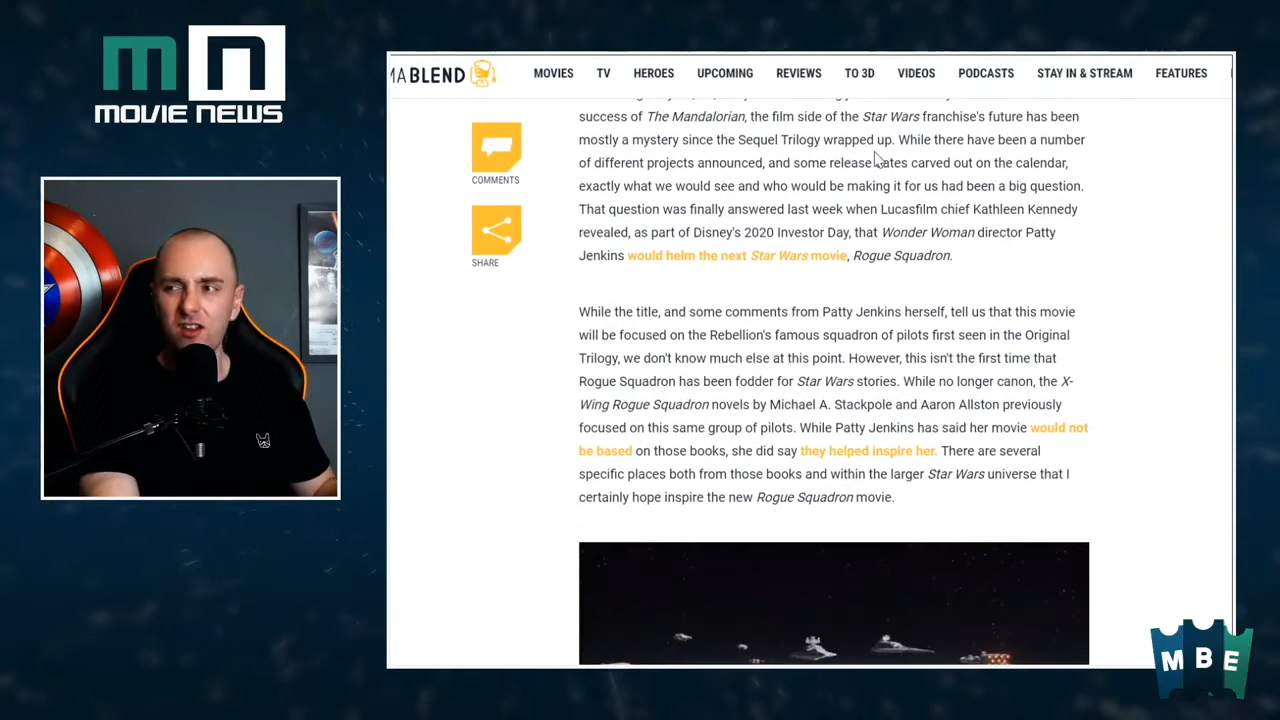 mn
MOVIE NEWS
MABLEND
MOVIES TV HEROES UPCOMING REVIEWS TO 3D VIDEOS PODCASTS STAY IN & STREAM FEATURES
COMMENTS
SHARE
success of The Mandalorian, the film side of the Star Wars franchise's future has been
mostly a mystery since the Sequel Trilogy wrapped up. While there have been a number
of different projects announced, and some release dates carved out on the calendar,
exactly what we would see and who would be making it for us had been a big question.
That question was finally answered last week when Lucasfilm chief Kathleen Kennedy
revealed, as part of Disney's 2020 Investor Day, that Wonder Woman director Patty
Jenkins would helm the next Star Wars movie, Rogue Squadron.
While the title, and some comments from Patty Jenkins herself, tell us that this movie
will be focused on the Rebellion's famous squadron of pilots first seen in the Original
Trilogy, we don't know much else at this point. However, this isn't the first time that
Rogue Squadron has been fodder for Star Wars stories. While no longer canon, the X-
Wing Rogue Squadron novels by Michael A. Stackpole and Aaron Allston previously
focused on this same group of pilots. While Patty Jenkins has said her movie would not
be based on those books, she did say they helped inspire her. There are several
specific places both from those books and within the larger Star Wars universe that I
certainly hope inspire the new Rogue Squadron movie.
MBE